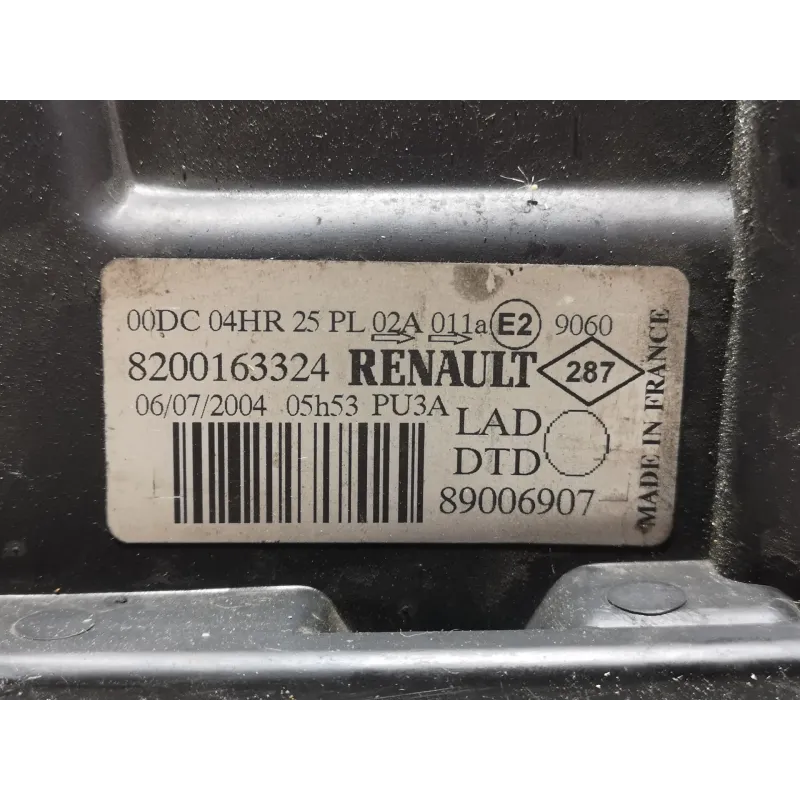 00DC 04HR 25 PL 02A 011a E2 9060
8200163324 RENAULT 287
06/07/2004 05h53 PU3A
LAD
DTD
89006907
MADE IN FRANCE